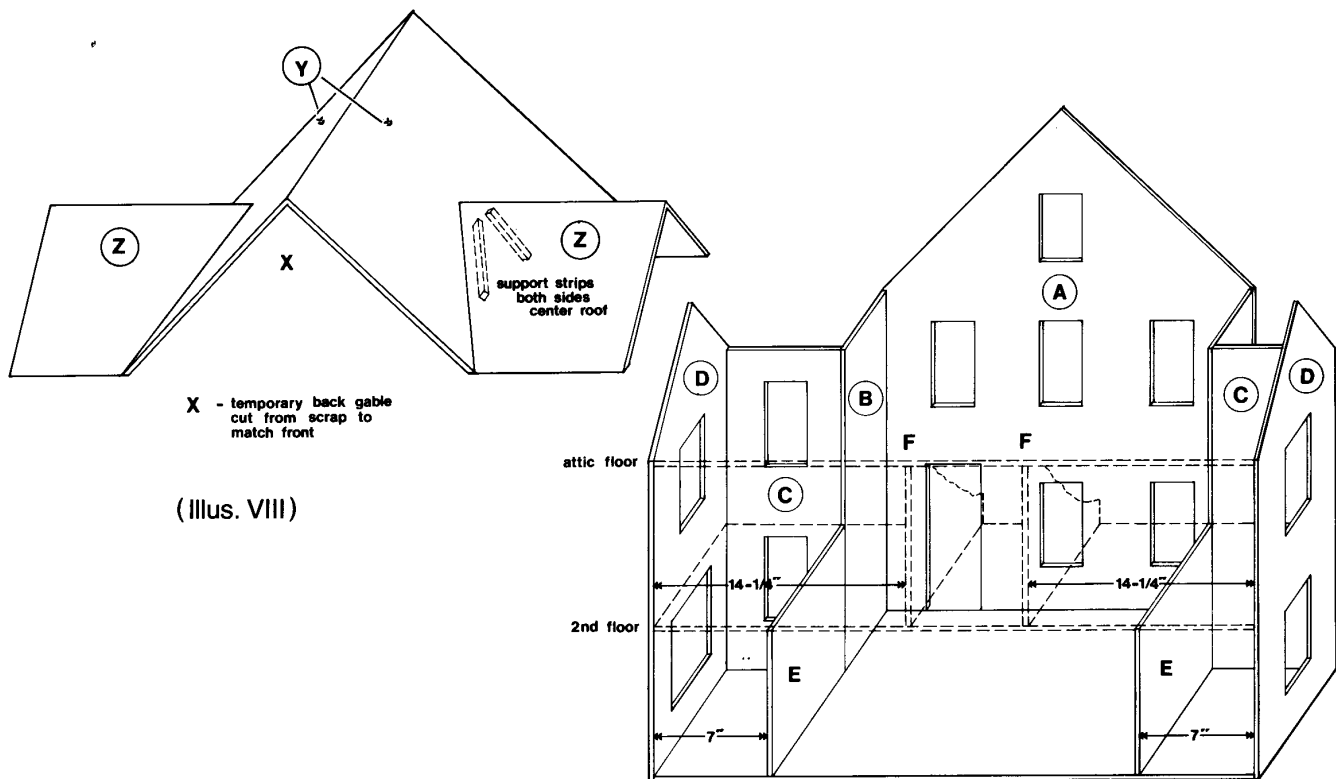 Y
Z
X
Z
support strips
both sides
center roof
X - temporary back gable
cut from scrap to
match front
(Illus. VIII)
A
D
B
C
D
F
F
attic floor
C
14-1/4"
14-1/4"
2nd floor
E
E
7"
7"